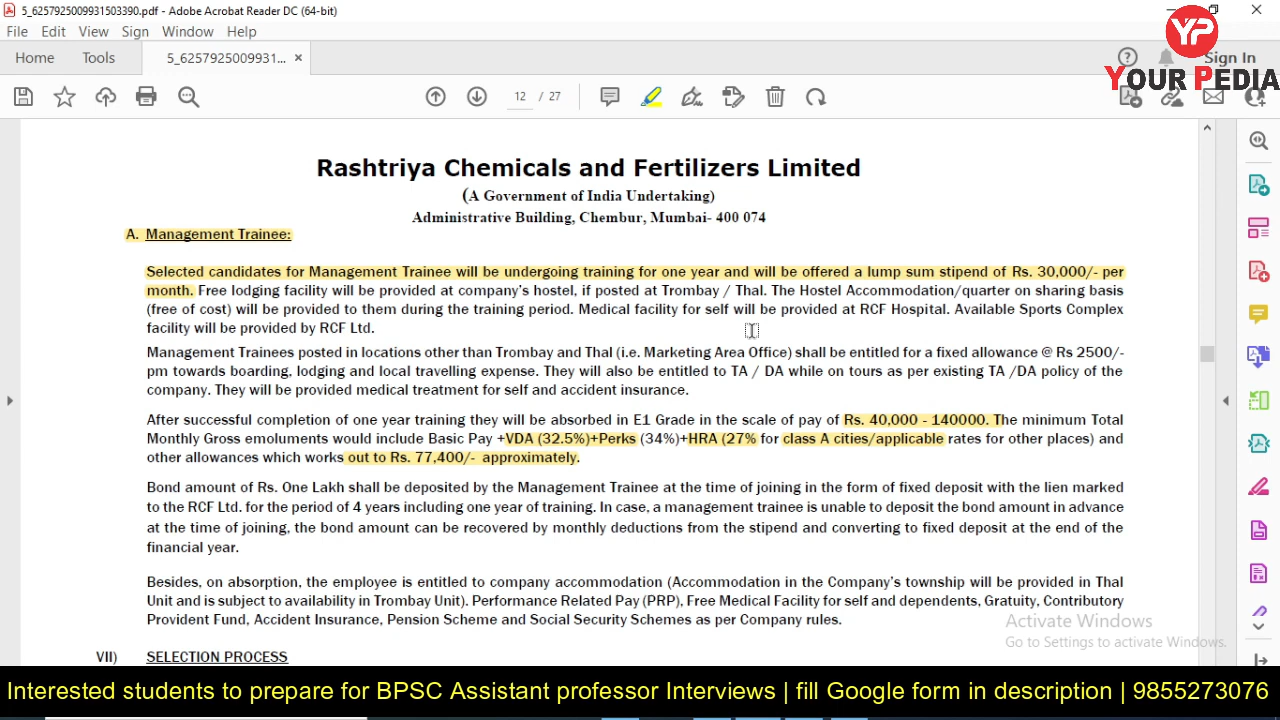 5_6257925009931503390.pdf - Adobe Acrobat Reader DC (64-bit)
File Edit View Sign Window Help
Home Tools 5_6257925009931... × Sign In
12 / 27
YP
YOUR PEDIA
Rashtriya Chemicals and Fertilizers Limited
(A Government of India Undertaking)
Administrative Building, Chembur, Mumbai- 400 074
A. Management Trainee:
Selected candidates for Management Trainee will be undergoing training for one year and will be offered a lump sum stipend of Rs. 30,000/- per
month. Free lodging facility will be provided at company's hostel, if posted at Trombay / Thal. The Hostel Accommodation/quarter on sharing basis
(free of cost) will be provided to them during the training period. Medical facility for self will be provided at RCF Hospital. Available Sports Complex
facility will be provided by RCF Ltd.
Management Trainees posted in locations other than Trombay and Thal (i.e. Marketing Area Office) shall be entitled for a fixed allowance @ Rs 2500/-
pm towards boarding, lodging and local travelling expense. They will also be entitled to TA / DA while on tours as per existing TA /DA policy of the
company. They will be provided medical treatment for self and accident insurance.
After successful completion of one year training they will be absorbed in E1 Grade in the scale of pay of Rs. 40,000 - 140000. The minimum Total
Monthly Gross emoluments would include Basic Pay +VDA (32.5%)+Perks (34%)+HRA (27% for class A cities/applicable rates for other places) and
other allowances which works out to Rs. 77,400/- approximately.
Bond amount of Rs. One Lakh shall be deposited by the Management Trainee at the time of joining in the form of fixed deposit with the lien marked
to the RCF Ltd. for the period of 4 years including one year of training. In case, a management trainee is unable to deposit the bond amount in advance
at the time of joining, the bond amount can be recovered by monthly deductions from the stipend and converting to fixed deposit at the end of the
financial year.
Besides, on absorption, the employee is entitled to company accommodation (Accommodation in the Company's township will be provided in Thal
Unit and is subject to availability in Trombay Unit). Performance Related Pay (PRP), Free Medical Facility for self and dependents, Gratuity, Contributory
Provident Fund, Accident Insurance, Pension Scheme and Social Security Schemes as per Company rules.
Activate Windows
Go to Settings to activate Windows.
VII) SELECTION PROCESS
Interested students to prepare for BPSC Assistant professor Interviews | fill Google form in description | 9855273076